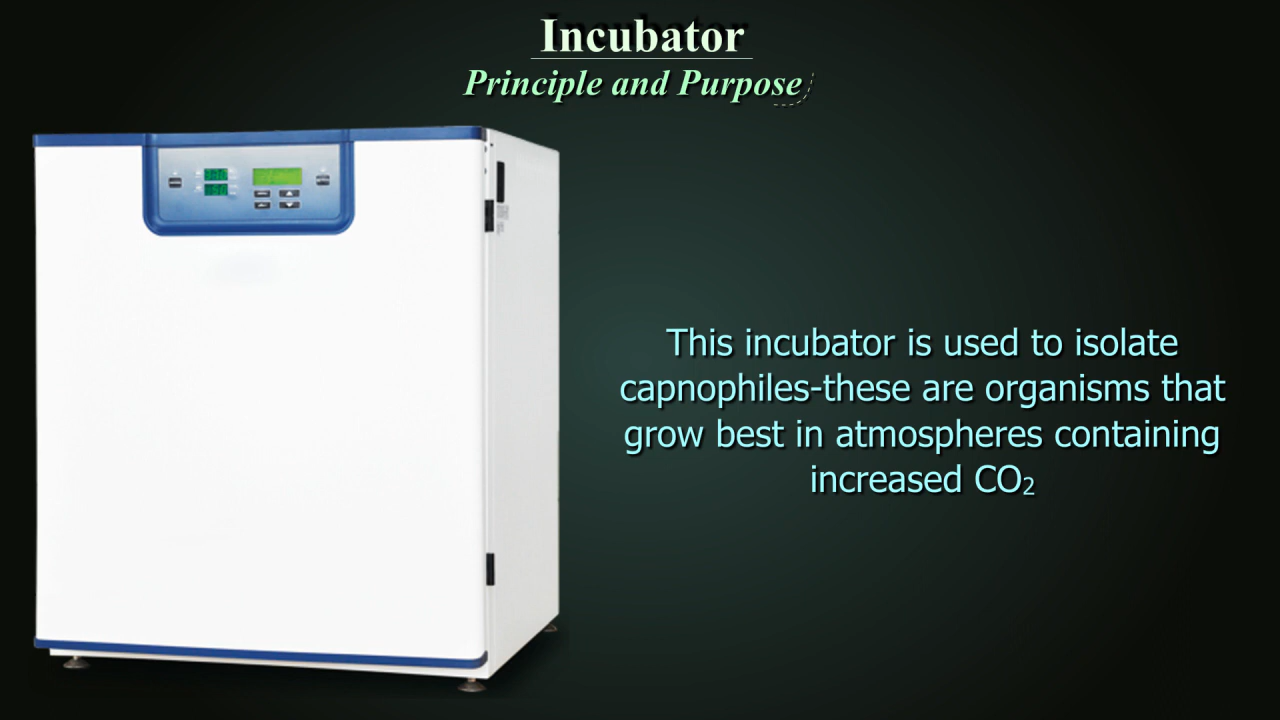 Incubator
Principle and Purpose
This incubator is used to isolate
capnophiles-these are organisms that
grow best in atmospheres containing
increased CO₂